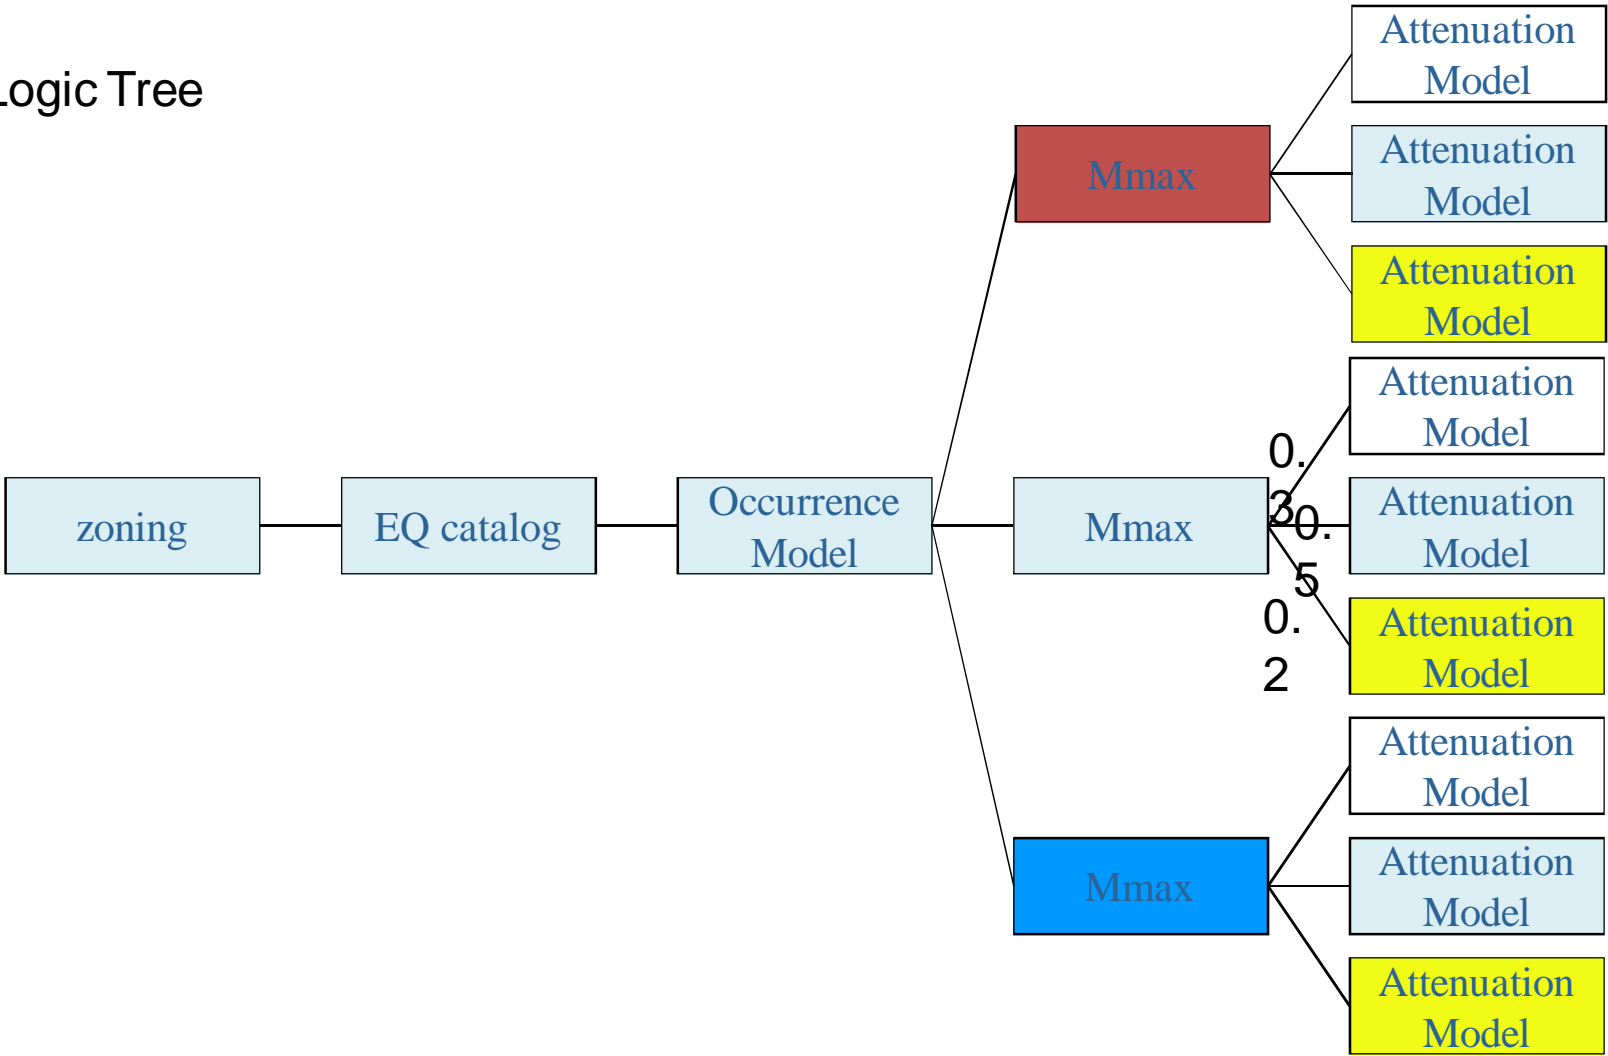 Logic Tree
Attenuation
Model
Mmax
Attenuation
Model
Attenuation
Model
Attenuation
Model
0.
3
zoning
EQ catalog
Occurrence
Model
Mmax
0.
5
Attenuation
Model
0.
2
Attenuation
Model
Attenuation
Model
Mmax
Attenuation
Model
Attenuation
Model